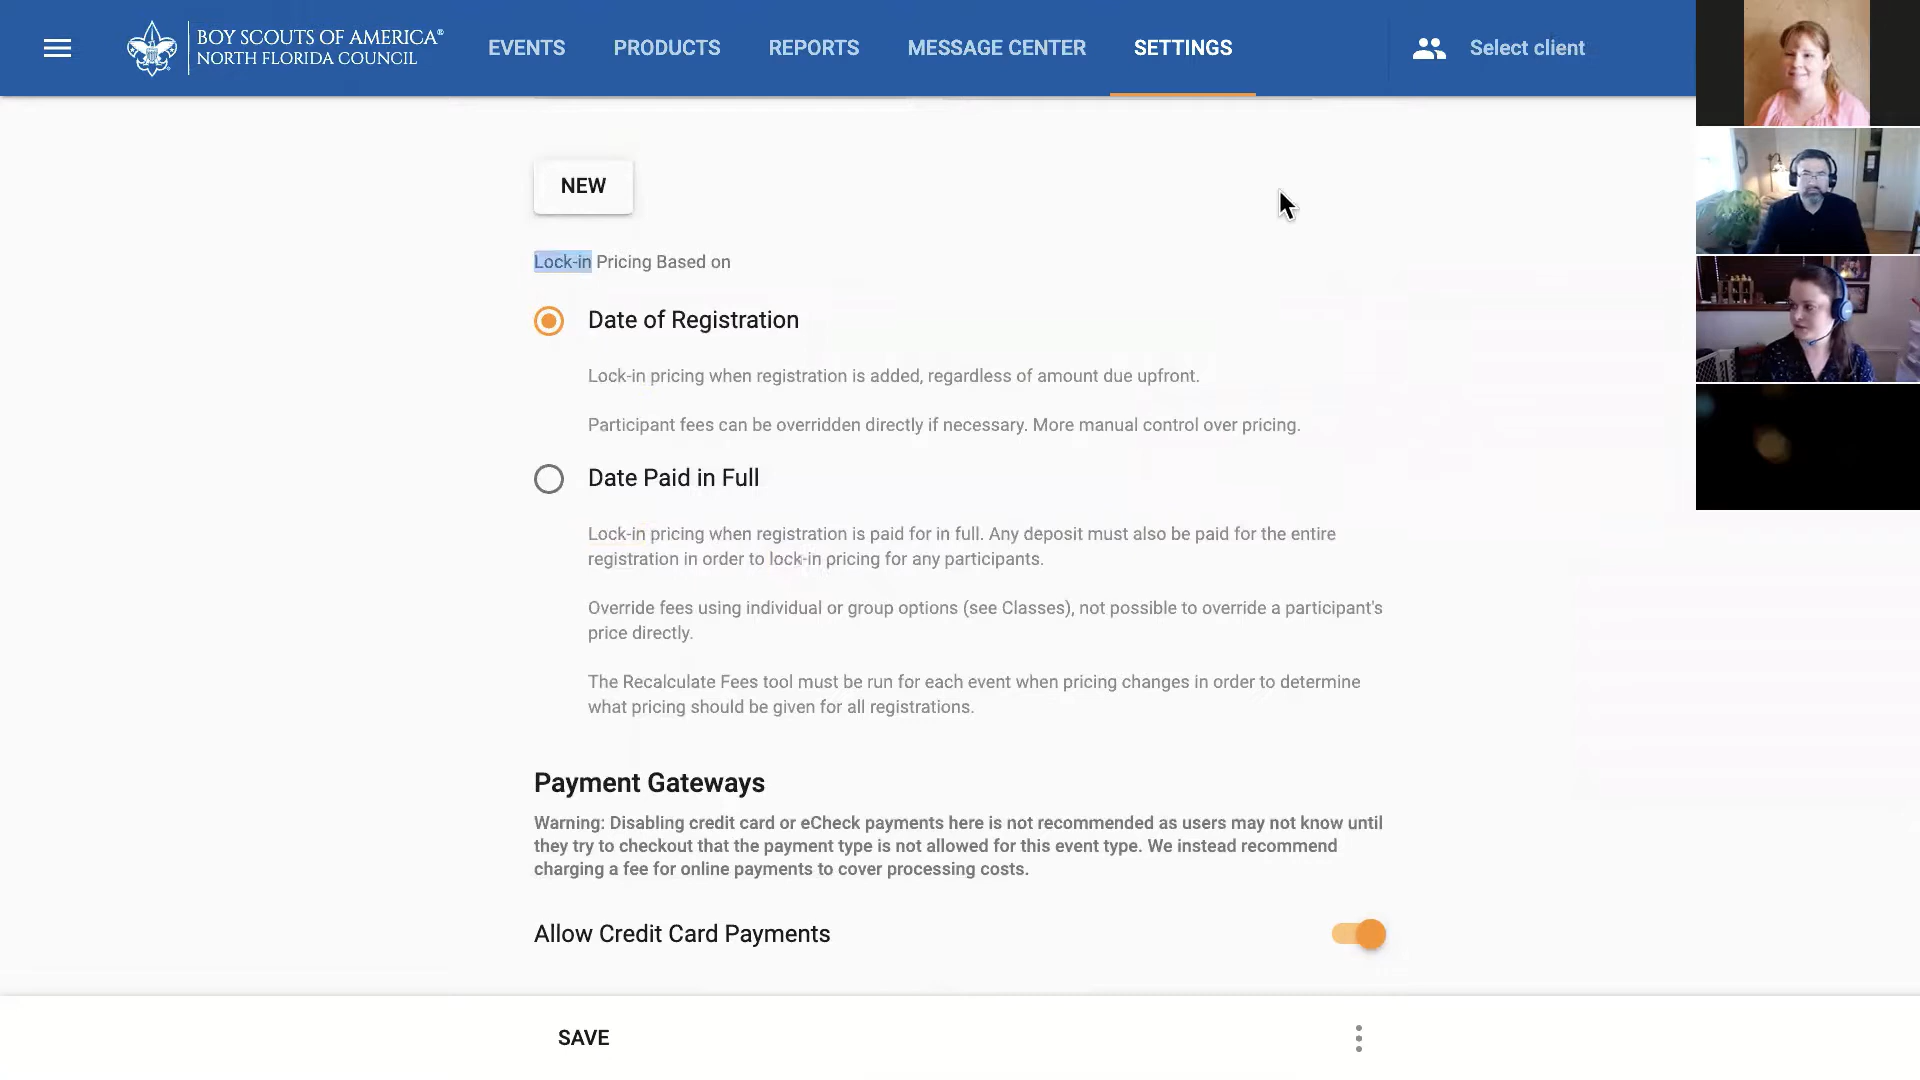 BOY SCOUTS OF AMERICA®
NORTH FLORIDA COUNCIL
EVENTS
PRODUCTS
REPORTS
MESSAGE CENTER
SETTINGS
Select client
NEW
Lock-in Pricing Based on
Date of Registration
Lock-in pricing when registration is added, regardless of amount due upfront.
Participant fees can be overridden directly if necessary. More manual control over pricing.
Date Paid in Full
Lock-in pricing when registration is paid for in full. Any deposit must also be paid for the entire
registration in order to lock-in pricing for any participants.
Override fees using individual or group options (see Classes), not possible to override a participant's
price directly.
The Recalculate Fees tool must be run for each event when pricing changes in order to determine
what pricing should be given for all registrations.
Payment Gateways
Warning: Disabling credit card or eCheck payments here is not recommended as users may not know until
they try to checkout that the payment type is not allowed for this event type. We instead recommend
charging a fee for online payments to cover processing costs.
Allow Credit Card Payments
SAVE